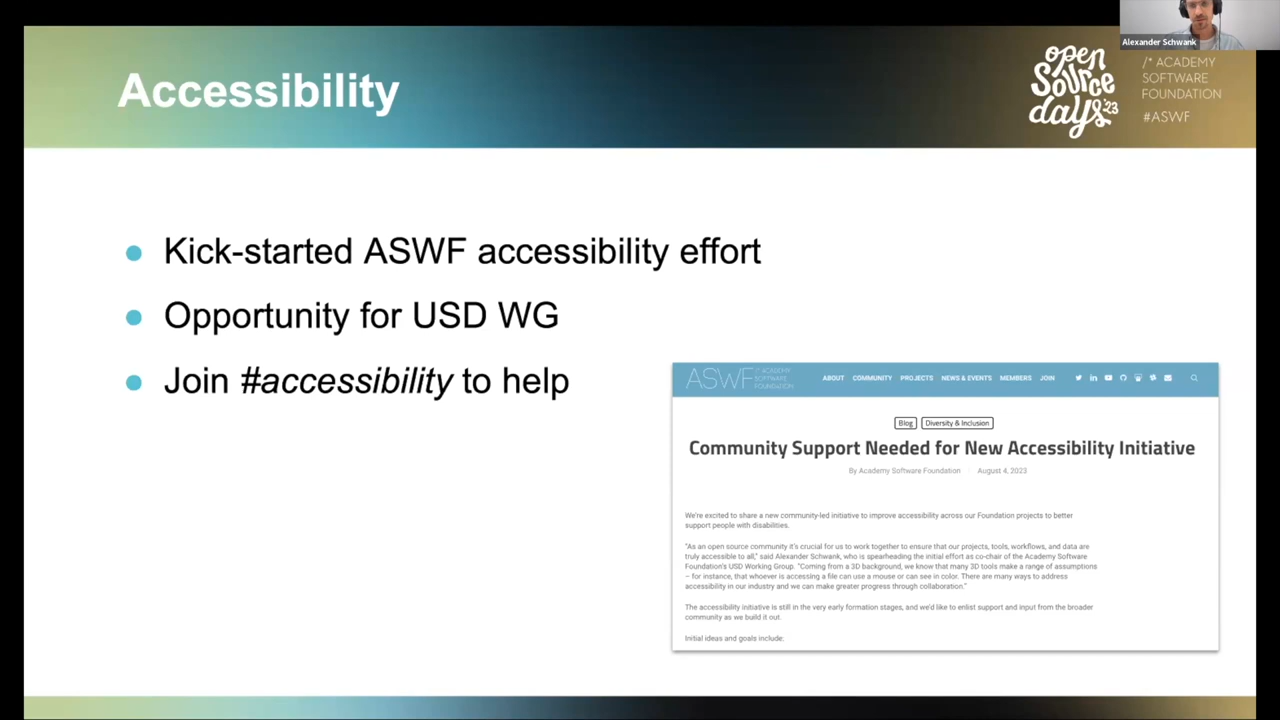 Alexander Schwank
Accessibility
open
source
days '23
/* ACADEMY
SOFTWARE
FOUNDATION
#ASWF
● Kick-started ASWF accessibility effort
● Opportunity for USD WG
● Join #accessibility to help
ASWF /* ACADEMY SOFTWARE FOUNDATION
ABOUT COMMUNITY PROJECTS NEWS & EVENTS MEMBERS JOIN
Blog Diversity & Inclusion
Community Support Needed for New Accessibility Initiative
By Academy Software Foundation August 4, 2023
We're excited to share a new community-led initiative to improve accessibility across our Foundation projects to better
support people with disabilities.
"As an open source community it's crucial for us to work together to ensure that our projects, tools, workflows, and data are
truly accessible to all," said Alexander Schwank, who is spearheading the initial effort as co-chair of the Academy Software
Foundation's USD Working Group. "Coming from a 3D background, we know that many 3D tools make a range of assumptions
– for instance, that whoever is accessing a file can use a mouse or can see in color. There are many ways to address
accessibility in our industry and we can make greater progress through collaboration."
The accessibility initiative is still in the very early formation stages, and we'd like to enlist support and input from the broader
community as we build it out.
Initial ideas and goals include: